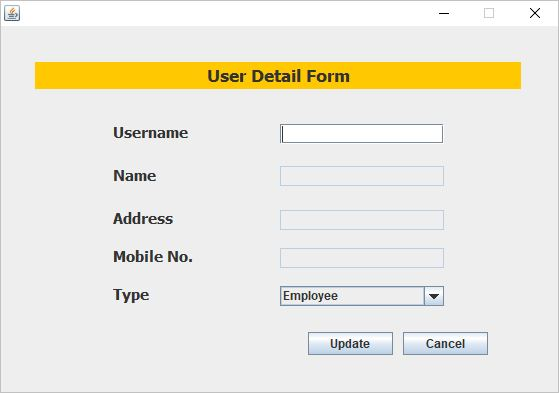 User Detail Form
Username
Name
Address
Mobile No.
Type Employee
Update Cancel